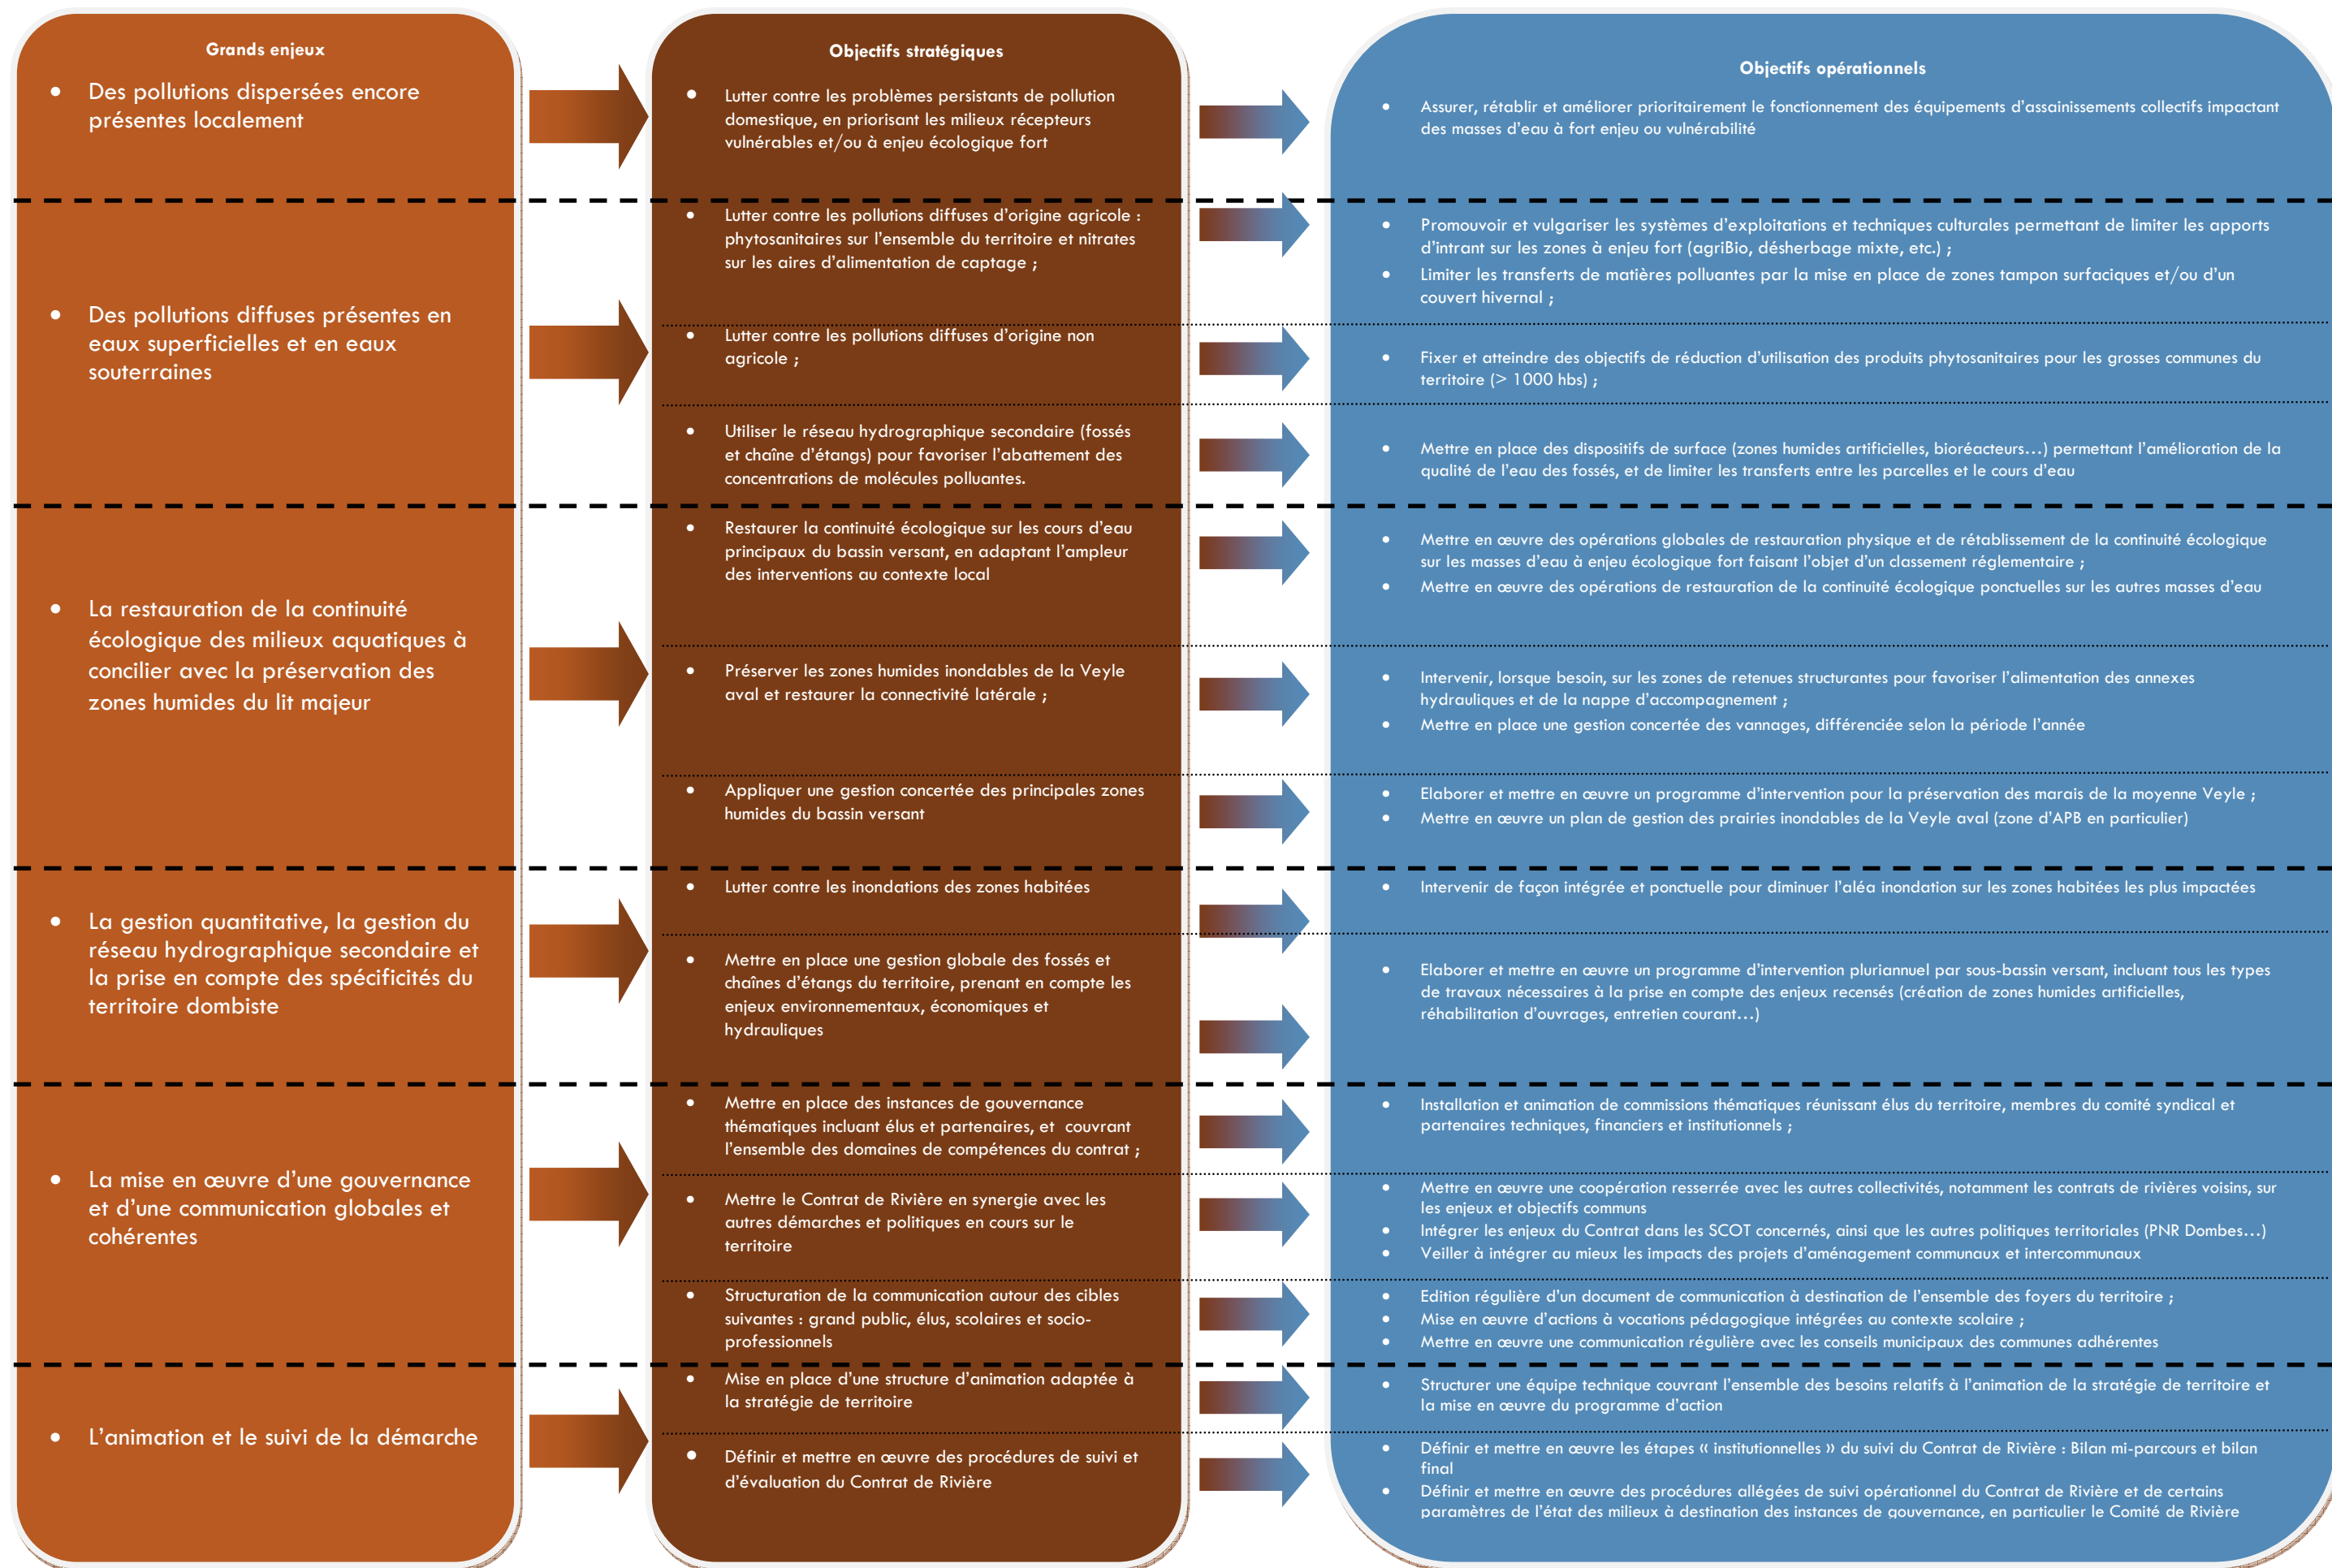 Grands enjeux
• Des pollutions dispersées encore
présentes localement
• Des pollutions diffuses présentes en
eaux superficielles et en eaux
souterraines
• La restauration de la continuité
écologique des milieux aquatiques à
concilier avec la préservation des
zones humides du lit majeur
• La gestion quantitative, la gestion du
réseau hydrographique secondaire et
la prise en compte des spécificités du
territoire dombiste
• La mise en œuvre d'une gouvernance
et d'une communication globales et
cohérentes
• L'animation et le suivi de la démarche
Objectifs stratégiques
• Lutter contre les problèmes persistants de pollution
domestique, en priorisant les milieux récepteurs
vulnérables et/ou à enjeu écologique fort
• Lutter contre les pollutions diffuses d'origine agricole :
phytosanitaires sur l'ensemble du territoire et nitrates
sur les aires d'alimentation de captage ;
• Lutter contre les pollutions diffuses d'origine non
agricole ;
• Utiliser le réseau hydrographique secondaire (fossés
et chaîne d'étangs) pour favoriser l'abattement des
concentrations de molécules polluantes.
• Restaurer la continuité écologique sur les cours d'eau
principaux du bassin versant, en adaptant l'ampleur
des interventions au contexte local
• Préserver les zones humides inondables de la Veyle
aval et restaurer la connectivité latérale ;
• Appliquer une gestion concertée des principales zones
humides du bassin versant
• Lutter contre les inondations des zones habitées
• Mettre en place une gestion globale des fossés et
chaînes d'étangs du territoire, prenant en compte les
enjeux environnementaux, économiques et
hydrauliques
• Mettre en place des instances de gouvernance
thématiques incluant élus et partenaires, et couvrant
l'ensemble des domaines de compétences du contrat ;
• Mettre le Contrat de Rivière en synergie avec les
autres démarches et politiques en cours sur le
territoire
• Structuration de la communication autour des cibles
suivantes : grand public, élus, scolaires et socio-
professionnels
• Mise en place d'une structure d'animation adaptée à
la stratégie de territoire
• Définir et mettre en œuvre des procédures de suivi et
d'évaluation du Contrat de Rivière
Objectifs opérationnels
• Assurer, rétablir et améliorer prioritairement le fonctionnement des équipements d'assainissements collectifs impactant
des masses d'eau à fort enjeu ou vulnérabilité
• Promouvoir et vulgariser les systèmes d'exploitations et techniques culturales permettant de limiter les apports
d'intrant sur les zones à enjeu fort (agriBio, désherbage mixte, etc.) ;
• Limiter les transferts de matières polluantes par la mise en place de zones tampon surfaciques et/ou d'un
couvert hivernal ;
• Fixer et atteindre des objectifs de réduction d'utilisation des produits phytosanitaires pour les grosses communes du
territoire (> 1000 hbs) ;
• Mettre en place des dispositifs de surface (zones humides artificielles, bioréacteurs…) permettant l'amélioration de la
qualité de l'eau des fossés, et de limiter les transferts entre les parcelles et le cours d'eau
• Mettre en œuvre des opérations globales de restauration physique et de rétablissement de la continuité écologique
sur les masses d'eau à enjeu écologique fort faisant l'objet d'un classement réglementaire ;
• Mettre en œuvre des opérations de restauration de la continuité écologique ponctuelles sur les autres masses d'eau
• Intervenir, lorsque besoin, sur les zones de retenues structurantes pour favoriser l'alimentation des annexes
hydrauliques et de la nappe d'accompagnement ;
• Mettre en place une gestion concertée des vannages, différenciée selon la période l'année
• Elaborer et mettre en œuvre un programme d'intervention pour la préservation des marais de la moyenne Veyle ;
• Mettre en œuvre un plan de gestion des prairies inondables de la Veyle aval (zone d'APB en particulier)
• Intervenir de façon intégrée et ponctuelle pour diminuer l'aléa inondation sur les zones habitées les plus impactées
• Elaborer et mettre en œuvre un programme d'intervention pluriannuel par sous-bassin versant, incluant tous les types
de travaux nécessaires à la prise en compte des enjeux recensés (création de zones humides artificielles,
réhabilitation d'ouvrages, entretien courant…)
• Installation et animation de commissions thématiques réunissant élus du territoire, membres du comité syndical et
partenaires techniques, financiers et institutionnels ;
• Mettre en œuvre une coopération resserrée avec les autres collectivités, notamment les contrats de rivières voisins, sur
les enjeux et objectifs communs
• Intégrer les enjeux du Contrat dans les SCOT concernés, ainsi que les autres politiques territoriales (PNR Dombes…)
• Veiller à intégrer au mieux les impacts des projets d'aménagement communaux et intercommunaux
• Edition régulière d'un document de communication à destination de l'ensemble des foyers du territoire ;
• Mise en œuvre d'actions à vocations pédagogique intégrées au contexte scolaire ;
• Mettre en œuvre une communication régulière avec les conseils municipaux des communes adhérentes
• Structurer une équipe technique couvrant l'ensemble des besoins relatifs à l'animation de la stratégie de territoire et
la mise en œuvre du programme d'action
• Définir et mettre en œuvre les étapes « institutionnelles » du suivi du Contrat de Rivière : Bilan mi-parcours et bilan
final
• Définir et mettre en œuvre des procédures allégées de suivi opérationnel du Contrat de Rivière et de certains
paramètres de l'état des milieux à destination des instances de gouvernance, en particulier le Comité de Rivière